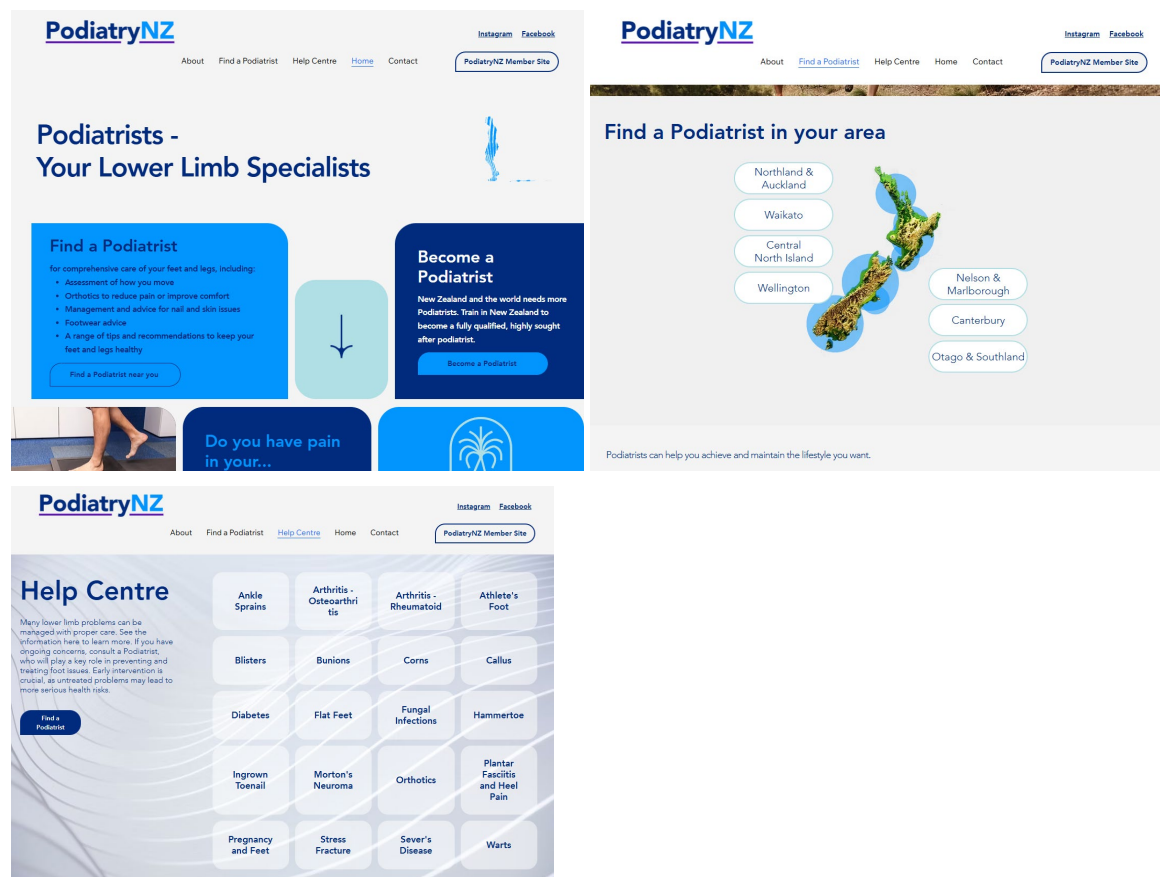 PodiatryNZ
Instagram Facebook
About Find a Podiatrist Help Centre Home Contact PodiatryNZ Member Site
Podiatrists -
Your Lower Limb Specialists
Find a Podiatrist
for comprehensive care of your feet and legs, including:
• Assessment of how you move
• Orthotics to reduce pain or improve comfort
• Management and advice for nail and skin issues
• Footwear advice
• A range of tips and recommendations to keep your
feet and legs healthy
Find a Podiatrist near you
Become a
Podiatrist
New Zealand and the world needs more
Podiatrists. Train in New Zealand to
become a fully qualified, highly sought
after podiatrist.
Become a Podiatrist
Do you have pain
in your...
PodiatryNZ
Instagram Facebook
About Find a Podiatrist Help Centre Home Contact PodiatryNZ Member Site
Find a Podiatrist in your area
Northland &
Auckland
Waikato
Central
North Island
Wellington
Nelson &
Marlborough
Canterbury
Otago & Southland
Podiatrists can help you achieve and maintain the lifestyle you want.
PodiatryNZ
Instagram Facebook
About Find a Podiatrist Help Centre Home Contact PodiatryNZ Member Site
Help Centre
Many lower limb problems can be
managed with proper care. See the
information here to learn more. If you have
ongoing concerns, consult a Podiatrist,
who will play a key role in preventing and
treating foot issues. Early intervention is
crucial, as untreated problems may lead to
more serious health risks.
Find a
Podiatrist
Ankle
Sprains
Arthritis -
Osteoarthri
tis
Arthritis -
Rheumatoid
Athlete's
Foot
Blisters
Bunions
Corns
Callus
Diabetes
Flat Feet
Fungal
Infections
Hammertoe
Ingrown
Toenail
Morton's
Neuroma
Orthotics
Plantar
Fasciitis
and Heel
Pain
Pregnancy
and Feet
Stress
Fracture
Sever's
Disease
Warts